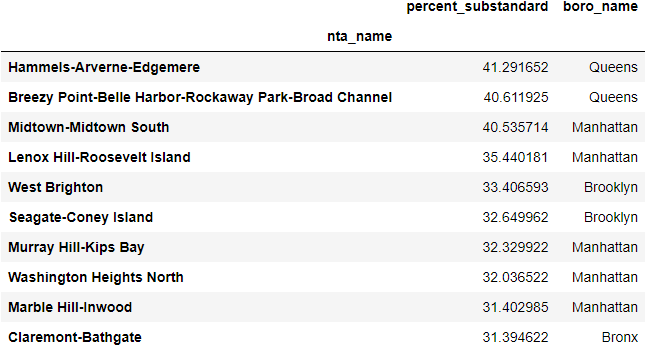 percent_substandard boro_name
nta_name
Hammels-Arverne-Edgemere 41.291652 Queens
Breezy Point-Belle Harbor-Rockaway Park-Broad Channel 40.611925 Queens
Midtown-Midtown South 40.535714 Manhattan
Lenox Hill-Roosevelt Island 35.440181 Manhattan
West Brighton 33.406593 Brooklyn
Seagate-Coney Island 32.649962 Brooklyn
Murray Hill-Kips Bay 32.329922 Manhattan
Washington Heights North 32.036522 Manhattan
Marble Hill-Inwood 31.402985 Manhattan
Claremont-Bathgate 31.394622 Bronx